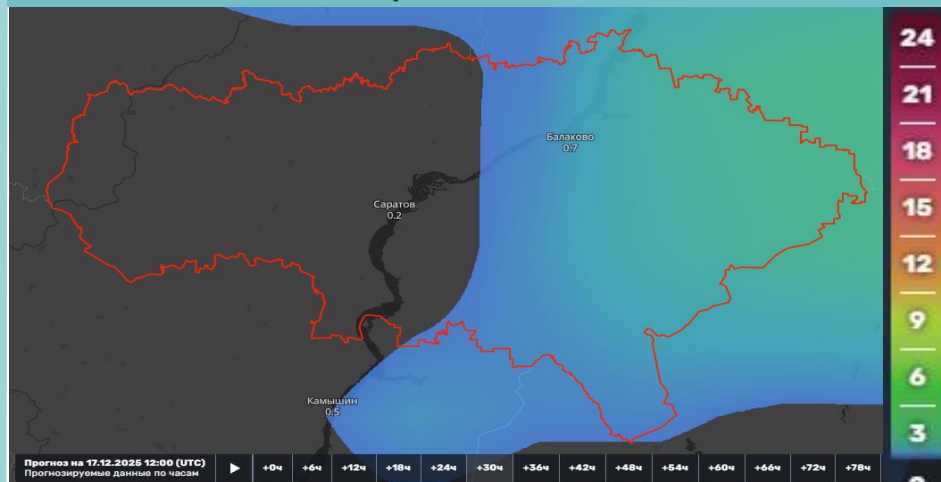 24
21
18
15
12
9
6
3
Балаково
0.7
Саратов
0.2
Камышин
0.5
Прогноз на 17.12.2025 12:00 (UTC)
Прогнозируемые данные по часам
+0ч +6ч +12ч +18ч +24ч +30ч +36ч +42ч +48ч +54ч +60ч +66ч +72ч +78ч